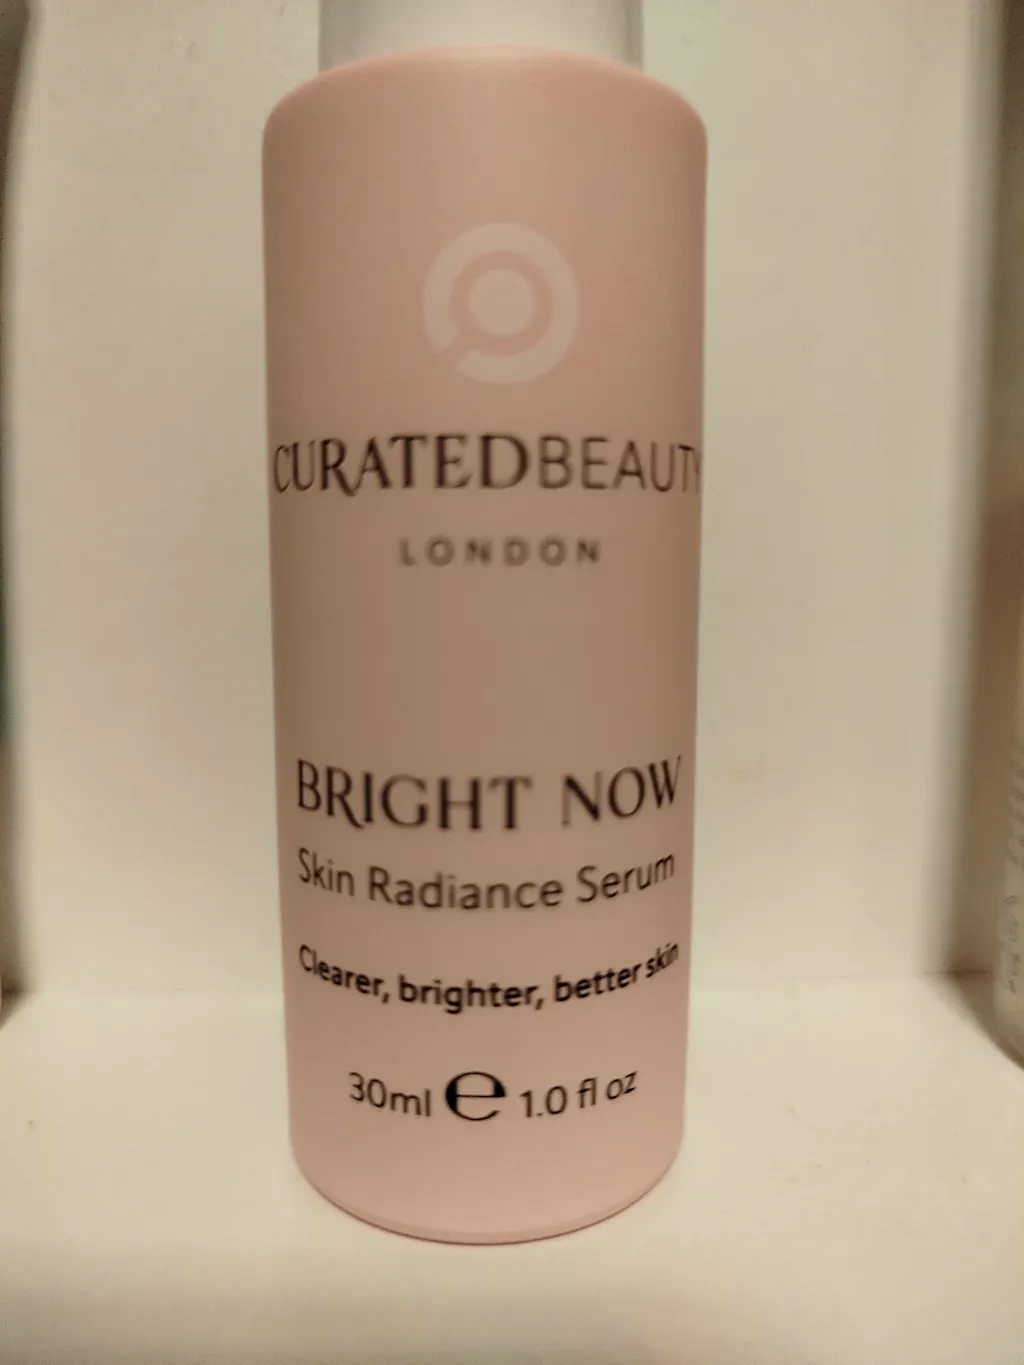 CURATEDBEAUTY
LONDON
BRIGHT NOW
Skin Radiance Serum
Clearer, brighter, better skin
30ml e 1.0 fl oz